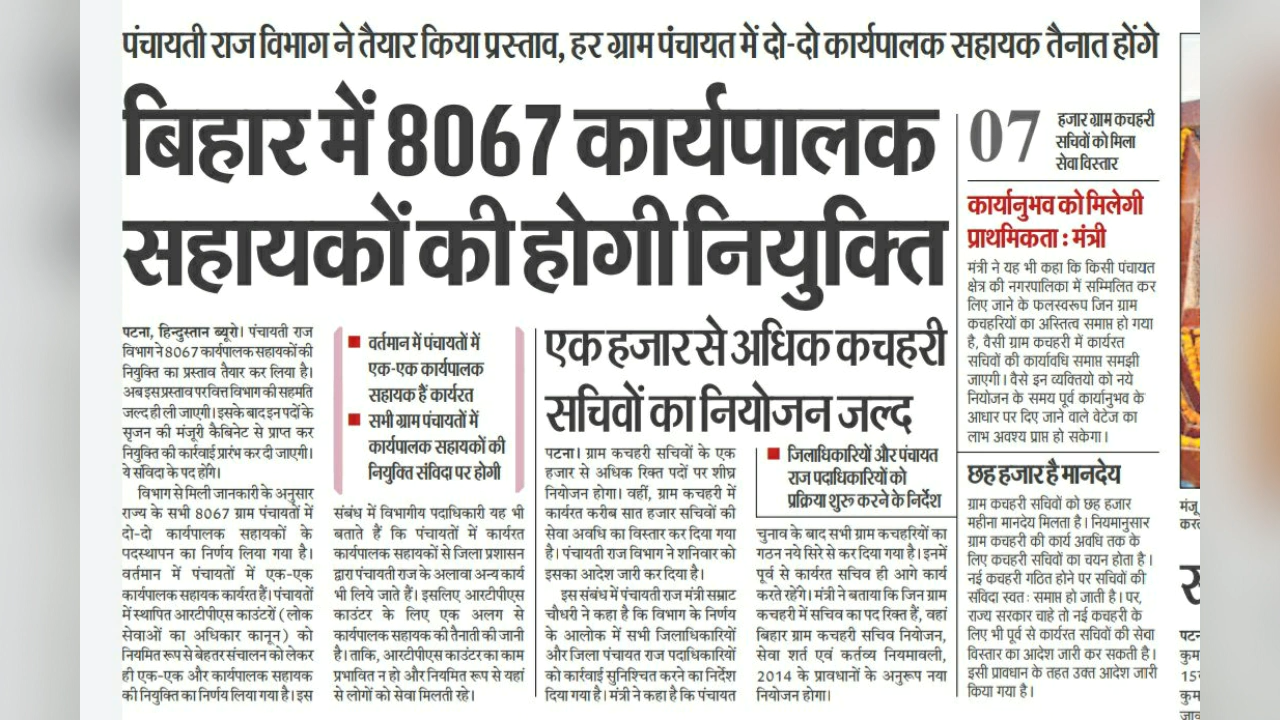 पंचायती राज विभाग ने तैयार किया प्रस्ताव, हर ग्राम पंचायत में दो-दो कार्यपालक सहायक तैनात होंगे
बिहार में 8067 कार्यपालक
सहायकों की होगी नियुक्ति
पटना, हिन्दुस्तान ब्यूरो। पंचायती राज
विभाग ने 8067 कार्यपालक सहायकों की
नियुक्ति का प्रस्ताव तैयार कर लिया है।
अब इस प्रस्ताव पर वित्त विभाग की सहमति
जल्द ही ली जाएगी। इसके बाद इन पदों के
सृजन की मंजूरी कैबिनेट से प्राप्त कर
नियुक्ति की कार्रवाई प्रारंभ कर दी जाएगी।
ये संविदा के पद होंगे।
विभाग से मिली जानकारी के अनुसार
राज्य के सभी 8067 ग्राम पंचायतों में
दो-दो कार्यपालक सहायकों के
पदस्थापन का निर्णय लिया गया है।
वर्तमान में पंचायतों में एक-एक
कार्यपालक सहायक कार्यरत हैं। पंचायतों
में स्थापित आरटीपीएस काउंटरों (लोक
सेवाओं का अधिकार कानून) को
नियमित रूप से बेहतर संचालन को लेकर
ही एक-एक और कार्यपालक सहायक
की नियुक्ति का निर्णय लिया गया है। इस
वर्तमान में पंचायतों में
एक-एक कार्यपालक
सहायक हैं कार्यरत
सभी ग्राम पंचायतों में
कार्यपालक सहायकों की
नियुक्ति संविदा पर होगी
संबंध में विभागीय पदाधिकारी यह भी
बताते हैं कि पंचायतों में कार्यरत
कार्यपालक सहायकों से जिला प्रशासन
द्वारा पंचायती राज के अलावा अन्य कार्य
भी लिये जाते हैं। इसलिए आरटीपीएस
काउंटर के लिए एक अलग से
कार्यपालक सहायक की तैनाती की जानी
है। ताकि, आरटीपीएस काउंटर का काम
प्रभावित न हो और नियमित रूप से यहां
से लोगों को सेवा मिलती रहे।
एक हजार से अधिक कचहरी
सचिवों का नियोजन जल्द
पटना। ग्राम कचहरी सचिवों के एक
हजार से अधिक रिक्त पदों पर शीघ्र
नियोजन होगा। वहीं, ग्राम कचहरी में
कार्यरत करीब सात हजार सचिवों की
सेवा अवधि का विस्तार कर दिया गया
है। पंचायती राज विभाग ने शनिवार को
इसका आदेश जारी कर दिया है।
इस संबंध में पंचायती राज मंत्री सम्राट
चौधरी ने कहा है कि विभाग के निर्णय
के आलोक में सभी जिलाधिकारियों
और जिला पंचायत राज पदाधिकारियों
को कार्रवाई सुनिश्चित करने का निर्देश
दिया गया है। मंत्री ने कहा है कि पंचायत
जिलाधिकारियों और पंचायत
राज पदाधिकारियों को
प्रक्रिया शुरू करने के निर्देश
चुनाव के बाद सभी ग्राम कचहरियों का
गठन नये सिरे से कर दिया गया है। इनमें
पूर्व से कार्यरत सचिव ही आगे कार्य
करते रहेंगे। मंत्री ने बताया कि जिन ग्राम
कचहरी में सचिव का पद रिक्त हैं, वहां
बिहार ग्राम कचहरी सचिव नियोजन,
सेवा शर्त एवं कर्तव्य नियमावली,
2014 के प्रावधानों के अनुरूप नया
नियोजन होगा।
07
हजार ग्राम कचहरी
सचिवों को मिला
सेवा विस्तार
कार्यानुभव को मिलेगी
प्राथमिकता : मंत्री
मंत्री ने यह भी कहा कि किसी पंचायत
क्षेत्र की नगरपालिका में सम्मिलित कर
लिए जाने के फलस्वरूप जिन ग्राम
कचहरियों का अस्तित्व समाप्त हो गया
है, वैसी ग्राम कचहरी में कार्यरत
सचिवों की कार्यावधि समाप्त समझी
जाएगी। वैसे इन व्यक्तियो को नये
नियोजन के समय पूर्व कार्यानुभव के
आधार पर दिए जाने वाले वेटेज का
लाभ अवश्य प्राप्त हो सकेगा।
छह हजार है मानदेय
ग्राम कचहरी सचिवों को छह हजार
महीना मानदेय मिलता है। नियमानुसार
ग्राम कचहरी की कार्य अवधि तक के
लिए कचहरी सचिवों का चयन होता है।
नई कचहरी गठित होने पर सचिवों की
संविदा स्वतः समाप्त हो जाती है। पर,
राज्य सरकार चाहे तो नई कचहरी के
लिए भी पूर्व से कार्यरत सचिवों की सेवा
विस्तार का आदेश जारी कर सकती है।
इसी प्रावधान के तहत उक्त आदेश जारी
किया गया है।